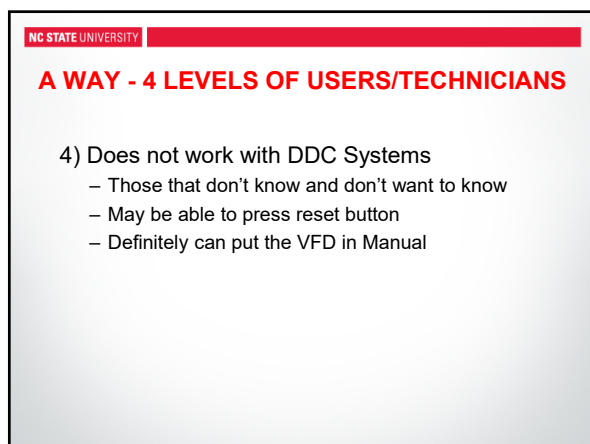 NC STATE UNIVERSITY
A WAY - 4 LEVELS OF USERS/TECHNICIANS
4) Does not work with DDC Systems
– Those that don’t know and don’t want to know
– May be able to press reset button
– Definitely can put the VFD in Manual